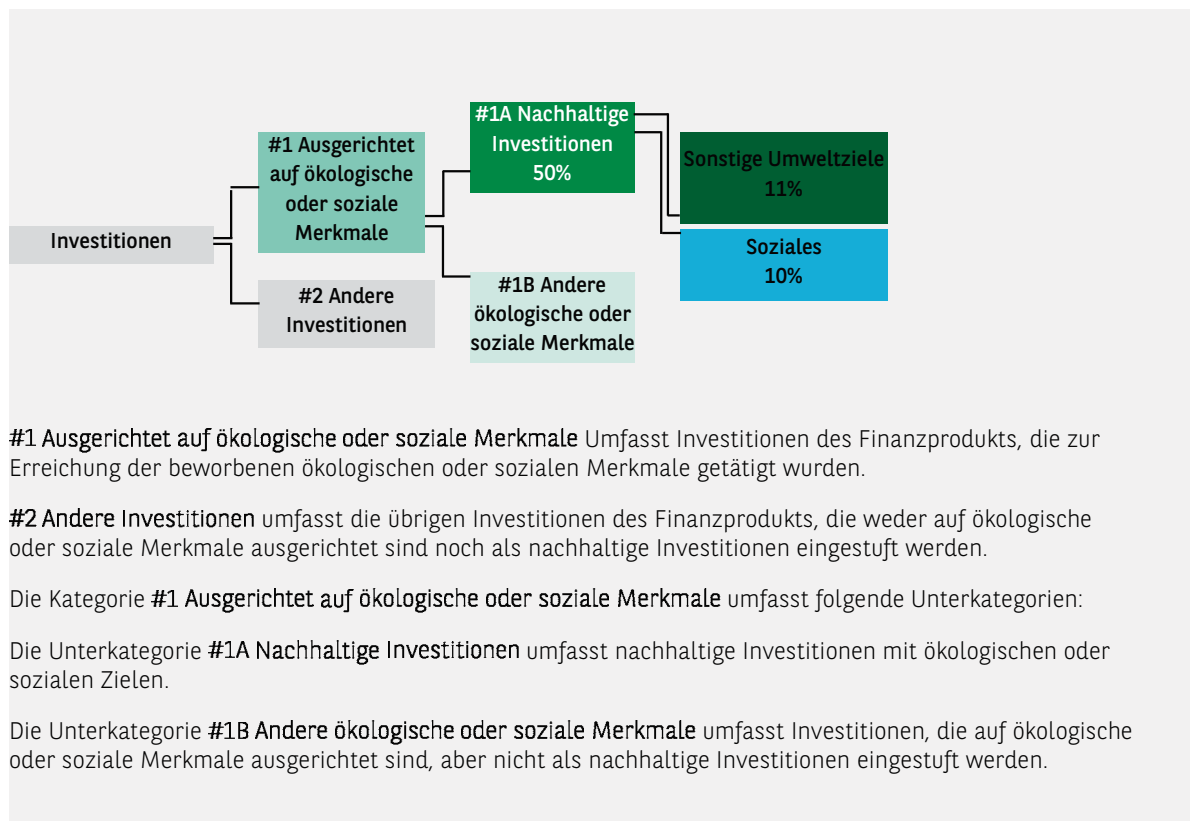 #1A Nachhaltige
Investitionen
50%
#1 Ausgerichtet
auf ökologische
oder soziale
Merkmale
Sonstige Umweltziele
11%
Investitionen
Soziales
10%
#2 Andere
Investitionen
#1B Andere
ökologische oder
soziale Merkmale
#1 Ausgerichtet auf ökologische oder soziale Merkmale Umfasst Investitionen des Finanzprodukts, die zur
Erreichung der beworbenen ökologischen oder sozialen Merkmale getätigt wurden.
#2 Andere Investitionen umfasst die übrigen Investitionen des Finanzprodukts, die weder auf ökologische
oder soziale Merkmale ausgerichtet sind noch als nachhaltige Investitionen eingestuft werden.
Die Kategorie #1 Ausgerichtet auf ökologische oder soziale Merkmale umfasst folgende Unterkategorien:
Die Unterkategorie #1A Nachhaltige Investitionen umfasst nachhaltige Investitionen mit ökologischen oder
sozialen Zielen.
Die Unterkategorie #1B Andere ökologische oder soziale Merkmale umfasst Investitionen, die auf ökologische
oder soziale Merkmale ausgerichtet sind, aber nicht als nachhaltige Investitionen eingestuft werden.